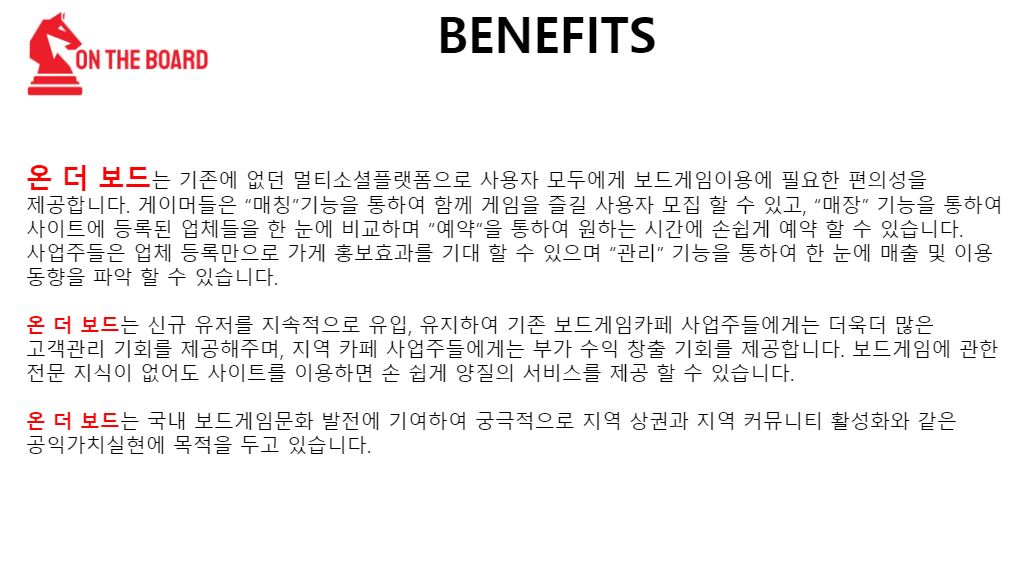 ON THE BOARD
BENEFITS
온 더 보드는 기존에 없던 멀티소셜플랫폼으로 사용자 모두에게 보드게임이용에 필요한 편의성을
제공합니다. 게이머들은 “매칭”기능을 통하여 함께 게임을 즐길 사용자 모집 할 수 있고, “매장” 기능을 통하여
사이트에 등록된 업체들을 한 눈에 비교하며 “예약”을 통하여 원하는 시간에 손쉽게 예약 할 수 있습니다.
사업주들은 업체 등록만으로 가게 홍보효과를 기대 할 수 있으며 “관리” 기능을 통하여 한 눈에 매출 및 이용
동향을 파악 할 수 있습니다.
온 더 보드는 신규 유저를 지속적으로 유입, 유지하여 기존 보드게임카페 사업주들에게는 더욱더 많은
고객관리 기회를 제공해주며, 지역 카페 사업주들에게는 부가 수익 창출 기회를 제공합니다. 보드게임에 관한
전문 지식이 없어도 사이트를 이용하면 손 쉽게 양질의 서비스를 제공 할 수 있습니다.
온 더 보드는 국내 보드게임문화 발전에 기여하여 궁극적으로 지역 상권과 지역 커뮤니티 활성화와 같은
공익가치실현에 목적을 두고 있습니다.